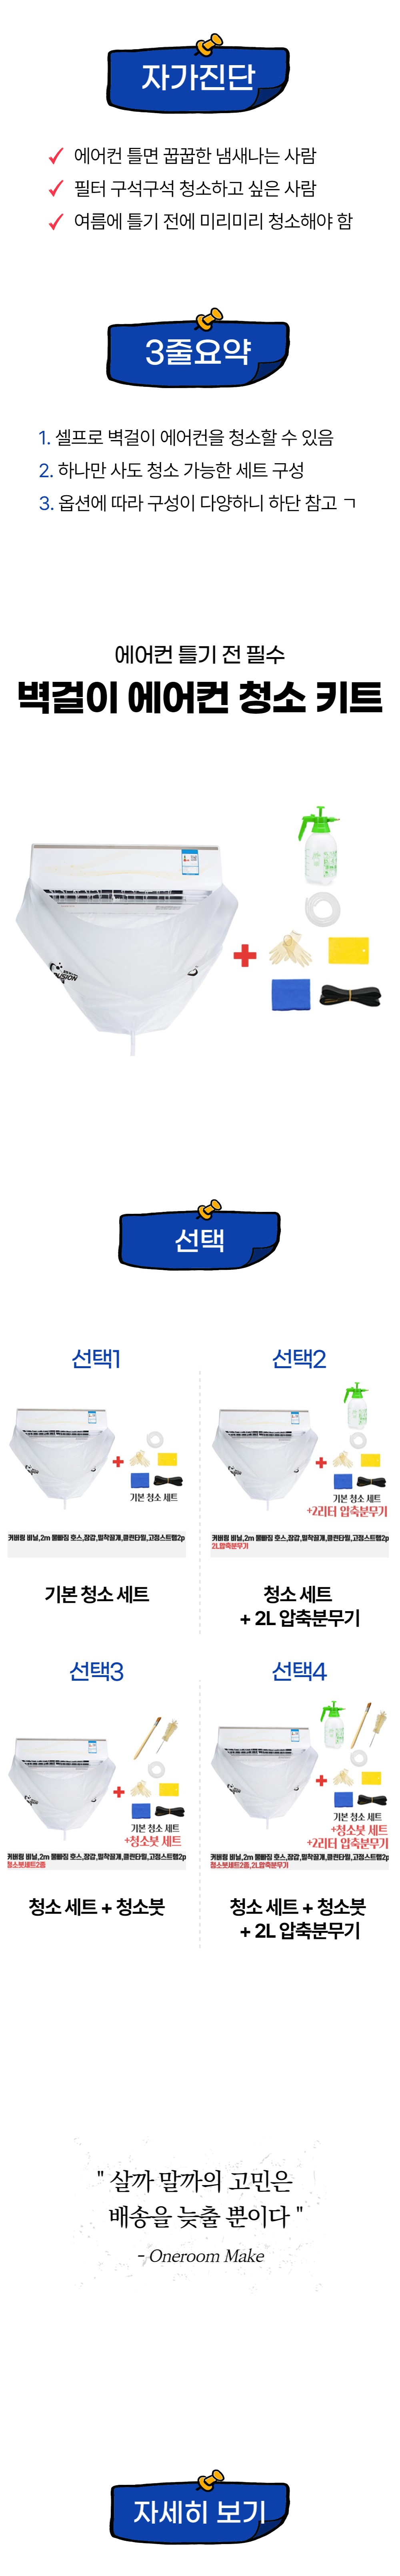 자가진단
에어컨 틀면 꿉꿉한 냄새나는 사람
필터 구석구석 청소하고 싶은 사람
여름에 틀기 전에 미리미리 청소해야 함
3줄요약
1. 셀프로 벽걸이 에어컨을 청소할 수 있음
2. 하나만 사도 청소 가능한 세트 구성
3. 옵션에 따라 구성이 다양하니 하단 참고 ㄱ
에어컨 틀기 전 필수
벽걸이 에어컨 청소 키트
선택
선택1
기본 청소 세트
커버링 비닐,2m 물빠짐 호스,장갑,밀착밀개,클린타월,고정스트랩2p
기본 청소 세트
선택2
기본 청소 세트
+2리터 압축분무기
커버링 비닐,2m 물빠짐 호스,장갑,밀착밀개,클린타월,고정스트랩2p
2L압축분무기
청소 세트
+ 2L 압축분무기
선택3
기본 청소 세트
+청소붓 세트
커버링 비닐,2m 물빠짐 호스,장갑,밀착밀개,클린타월,고정스트랩2p
청소붓세트2종
청소 세트 + 청소붓
선택4
기본 청소 세트
+청소붓 세트
+2리터 압축분무기
커버링 비닐,2m 물빠짐 호스,장갑,밀착밀개,클린타월,고정스트랩2p
청소붓세트2종,2L압축분무기
청소 세트 + 청소붓
+ 2L 압축분무기
" 살까 말까의 고민은
배송을 늦출 뿐이다 "
- Oneroom Make
자세히 보기